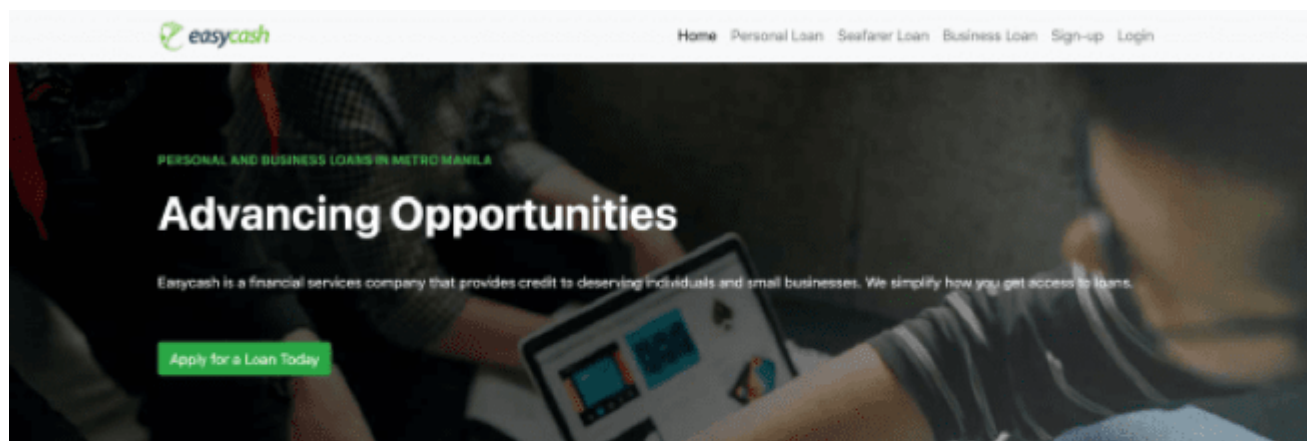 easycash
Home Personal Loan Seafarer Loan Business Loan Sign-up Login
PERSONAL AND BUSINESS LOANS IN METRO MANILA
Advancing Opportunities
Easycash is a financial services company that provides credit to deserving individuals and small businesses. We simplify how you get access to loans.
Apply for a Loan Today